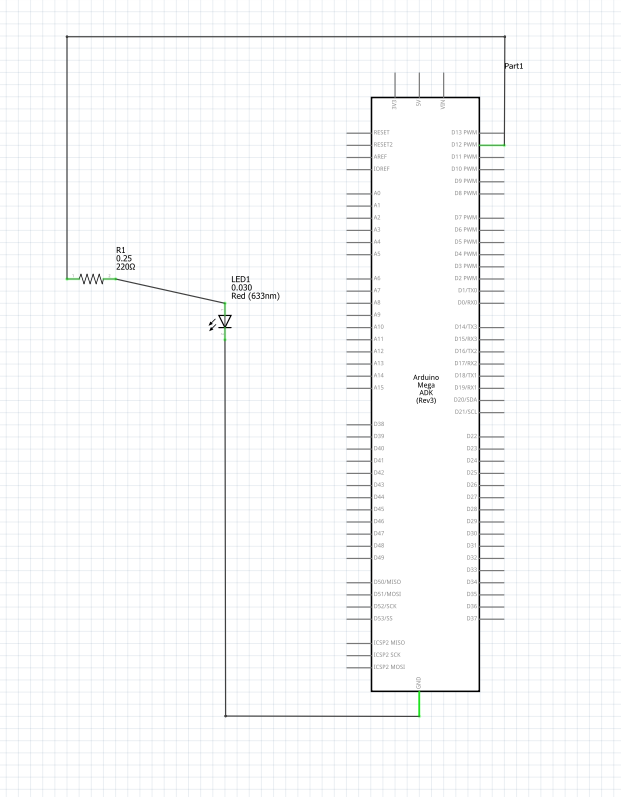 Part1
3V3
5V
VIN
RESET
RESET2
AREF
IOREF
A0
A1
A2
A3
A4
A5
A6
A7
A8
A9
A10
A11
A12
A13
A14
A15
D38
D39
D40
D41
D42
D43
D44
D45
D46
D47
D48
D49
D50/MISO
D51/MOSI
D52/SCK
D53/SS
ICSP2 MISO
ICSP2 SCK
ICSP2 MOSI
D13 PWM
D12 PWM
D11 PWM
D10 PWM
D9 PWM
D8 PWM
D7 PWM
D6 PWM
D5 PWM
D4 PWM
D3 PWM
D2 PWM
D1/TX0
D0/RX0
D14/TX3
D15/RX3
D16/TX2
D17/RX2
D18/TX1
D19/RX1
D20/SDA
D21/SCL
D22
D23
D24
D25
D26
D27
D28
D29
D30
D31
D32
D33
D34
D35
D36
D37
GND
Arduino
Mega
ADK
(Rev3)
R1
0.25
220Ω
LED1
0.030
Red (633nm)